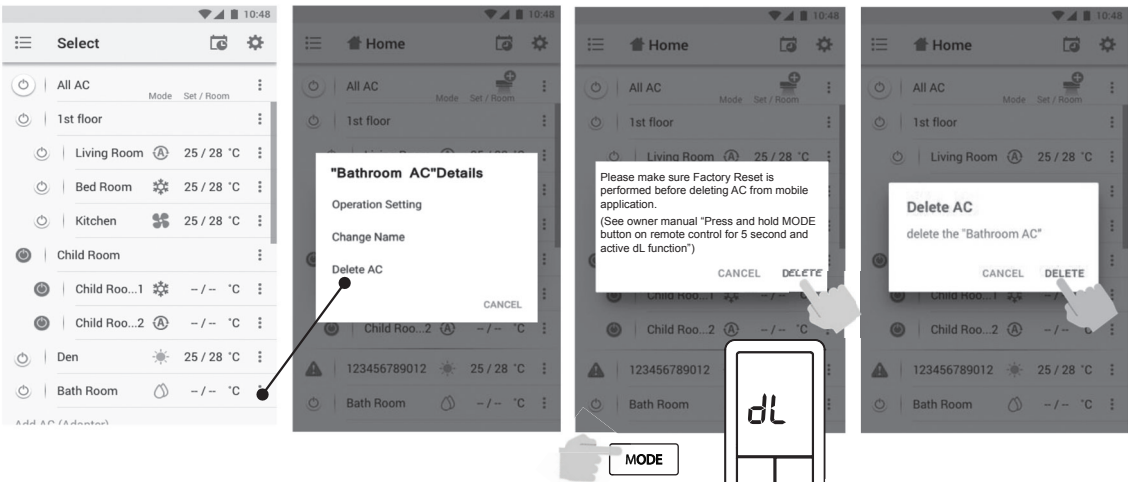 10:48
Select
All AC
Mode Set / Room
1st floor
Living Room 25 / 28 °C
Bed Room 25 / 28 °C
Kitchen 25 / 28 °C
Child Room
Child Roo...1 -- / -- °C
Child Roo...2 -- / -- °C
Den 25 / 28 °C
Bath Room -- / -- °C
Add AC (Adaptor)
10:48
Home
All AC
Mode Set / Room
1st floor
"Bathroom AC"Details
Operation Setting
Change Name
Delete AC
CANCEL
Child Roo...2 -- / -- °C
123456789012 25 / 28 °C
Bath Room -- / -- °C
10:48
Home
All AC
Mode Set / Room
1st floor
Living Room 25 / 28 °C
Please make sure Factory Reset is
performed before deleting AC from mobile
application.
(See owner manual “Press and hold MODE
button on remote control for 5 second and
active dL function”)
CANCEL DELETE
Child Roo...1 -- / --
Child Roo...2 -- / -- °C
123456789012
Bath Room
dL
MODE
10:48
Home
All AC
Mode Set / Room
1st floor
Living Room 25 / 28 °C
Delete AC
delete the "Bathroom AC"
CANCEL DELETE
Child Roo...1 -- / --
Child Roo...2 -- / -- °C
123456789012 25 / 28 °C
Bath Room -- / -- °C